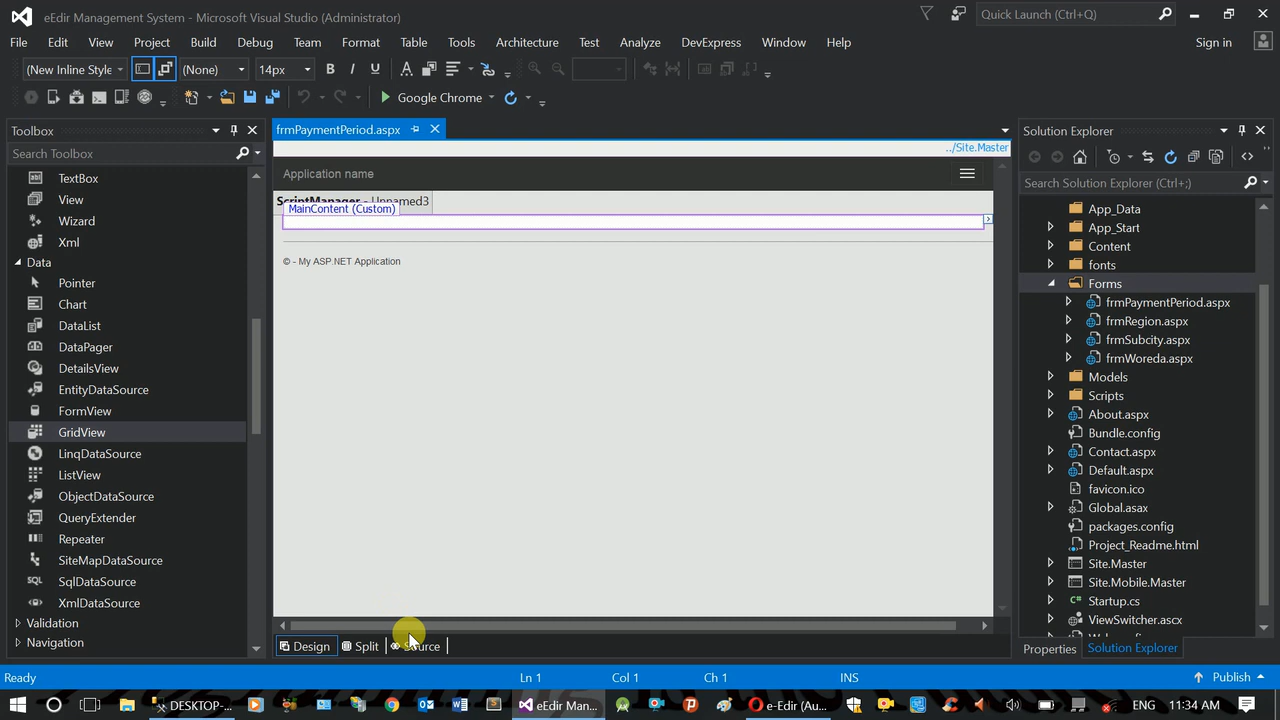 eEdir Management System - Microsoft Visual Studio (Administrator)
Quick Launch (Ctrl+Q)
File Edit View Project Build Debug Team Format Table Tools Architecture Test Analyze DevExpress Window Help Sign in
(New Inline Style (None) 14px B I U
Google Chrome
Toolbox
Search Toolbox
TextBox
View
Wizard
Xml
Data
Pointer
Chart
DataList
DataPager
DetailsView
EntityDataSource
FormView
GridView
LinqDataSource
ListView
ObjectDataSource
QueryExtender
Repeater
SiteMapDataSource
SqlDataSource
XmlDataSource
Validation
Navigation
frmPaymentPeriod.aspx
../Site.Master
Application name
ScriptManager - Unnamed3
MainContent (Custom)
© - My ASP.NET Application
Design Split Source
Solution Explorer
Search Solution Explorer (Ctrl+;)
App_Data
App_Start
Content
fonts
Forms
frmPaymentPeriod.aspx
frmRegion.aspx
frmSubcity.aspx
frmWoreda.aspx
Models
Scripts
About.aspx
Bundle.config
Contact.aspx
Default.aspx
favicon.ico
Global.asax
packages.config
Project_Readme.html
Site.Master
Site.Mobile.Master
Startup.cs
ViewSwitcher.ascx
Properties Solution Explorer
Ready Ln 1 Col 1 Ch 1 INS Publish
DESKTOP-... eEdir Man... e-Edir (Au... 11:34 AM